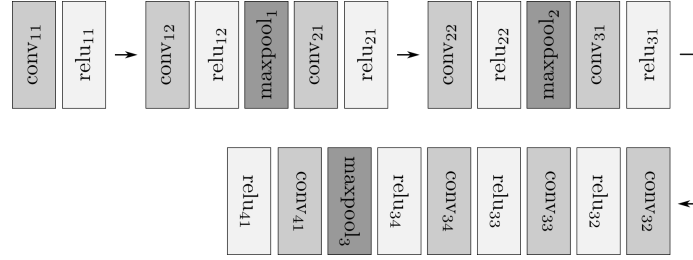 conv₁₁
relu₁₁
conv₁₂
relu₁₂
maxpool₁
conv₂₁
relu₂₁
conv₂₂
relu₂₂
maxpool₂
conv₃₁
relu₃₁
conv₃₂
relu₃₂
conv₃₃
relu₃₃
conv₃₄
relu₃₄
maxpool₃
conv₄₁
relu₄₁